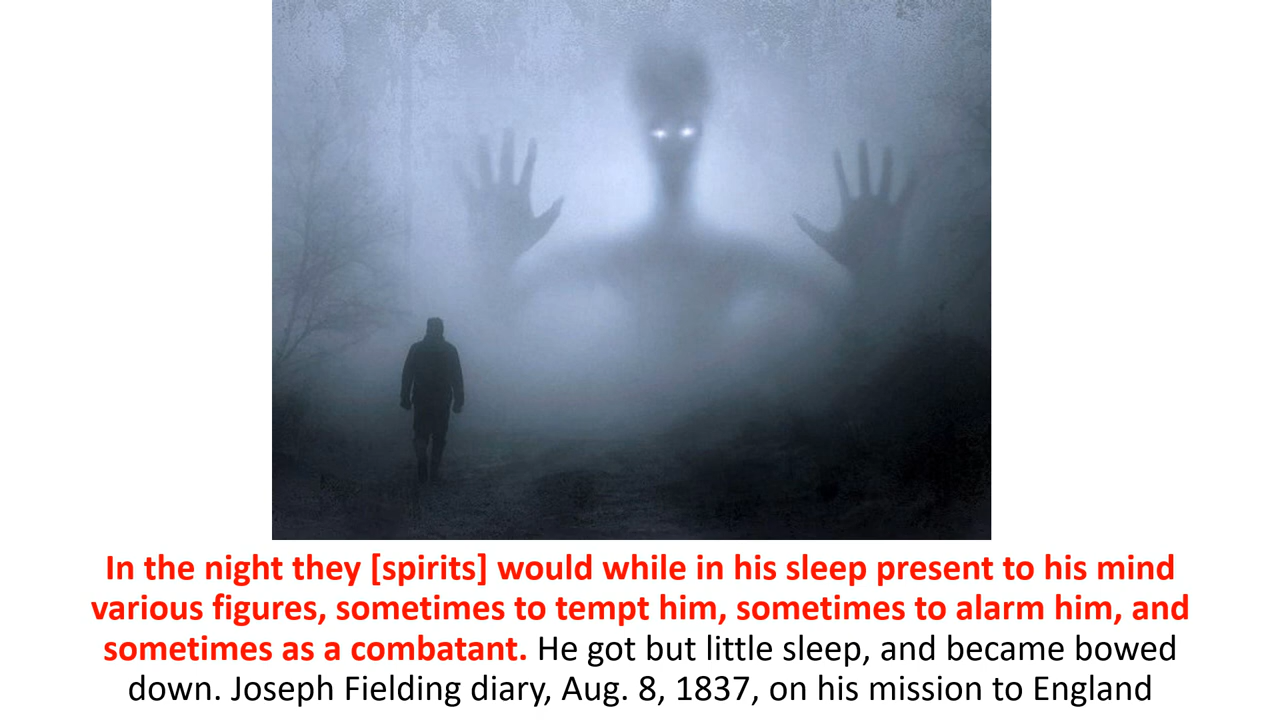 In the night they [spirits] would while in his sleep present to his mind
various figures, sometimes to tempt him, sometimes to alarm him, and
sometimes as a combatant. He got but little sleep, and became bowed
down. Joseph Fielding diary, Aug. 8, 1837, on his mission to England